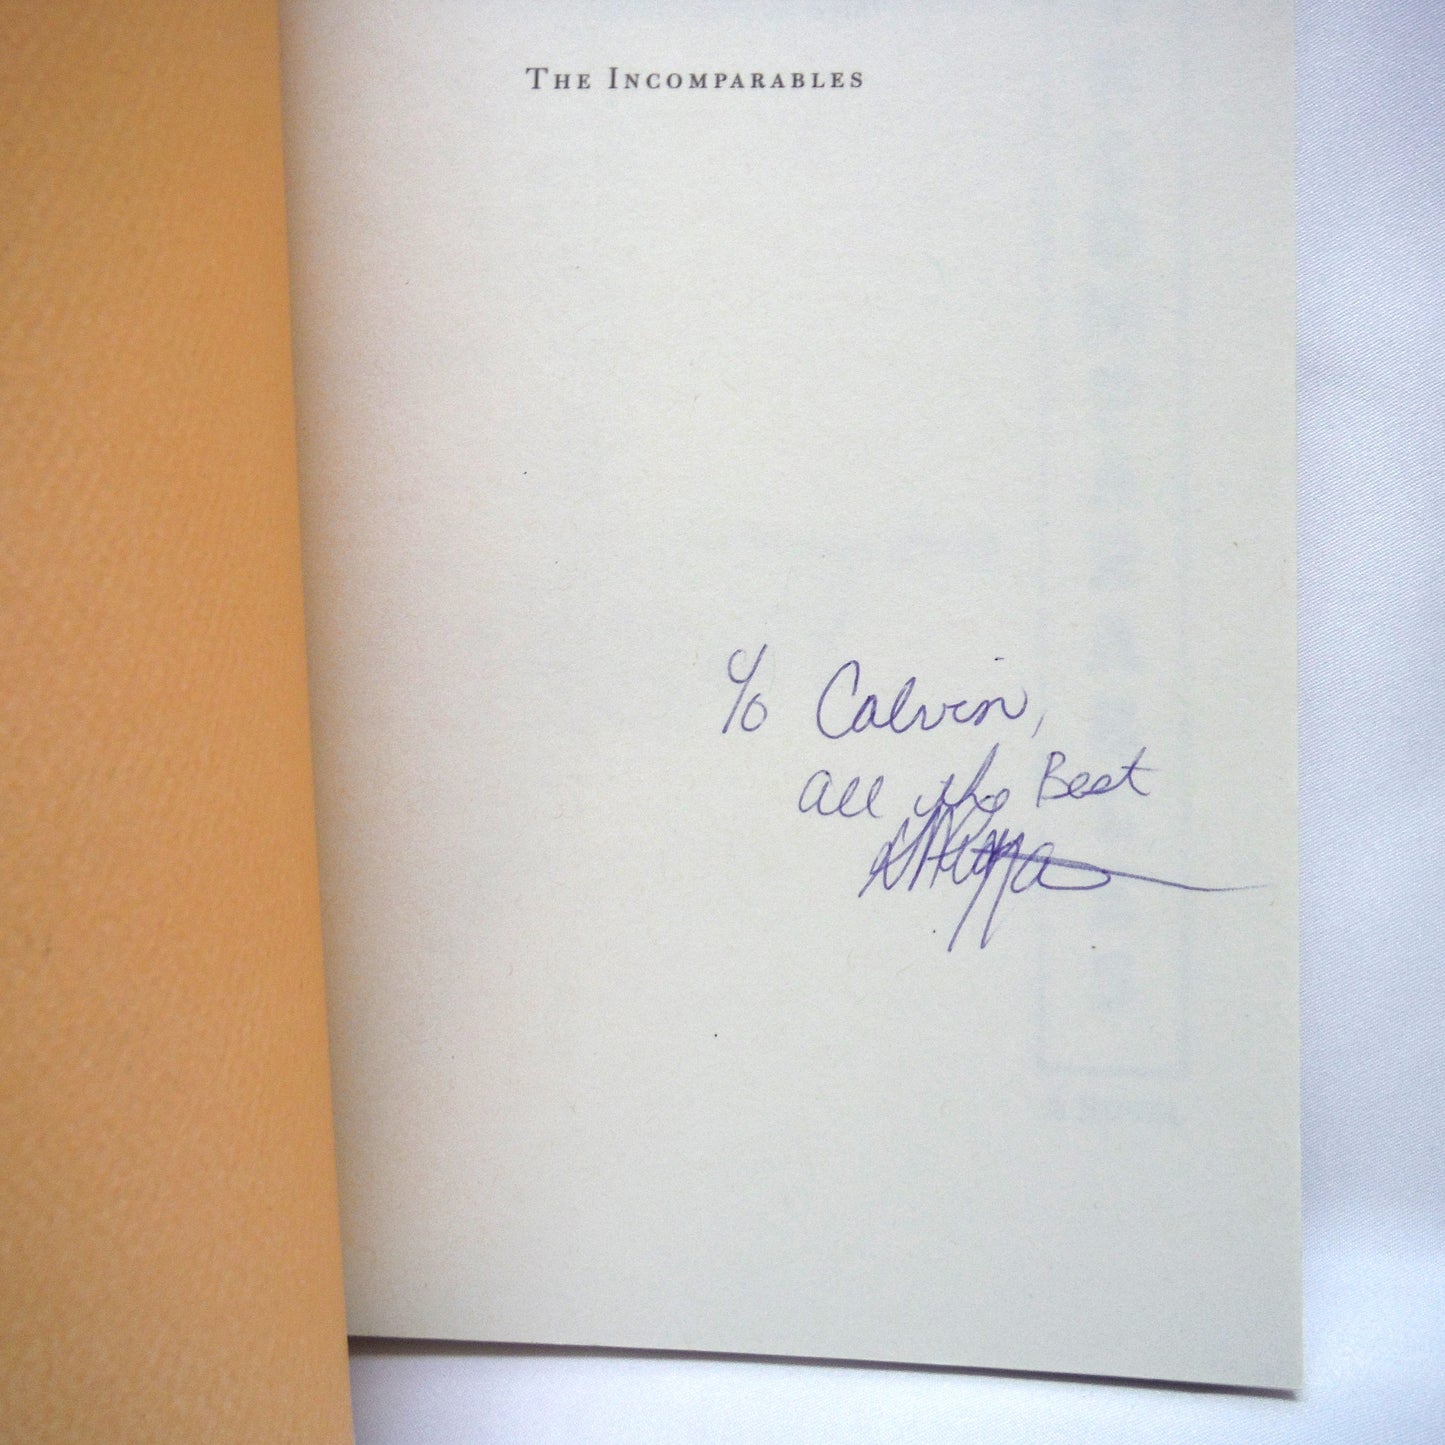 The Incomparables
To Calvin,
All the Best